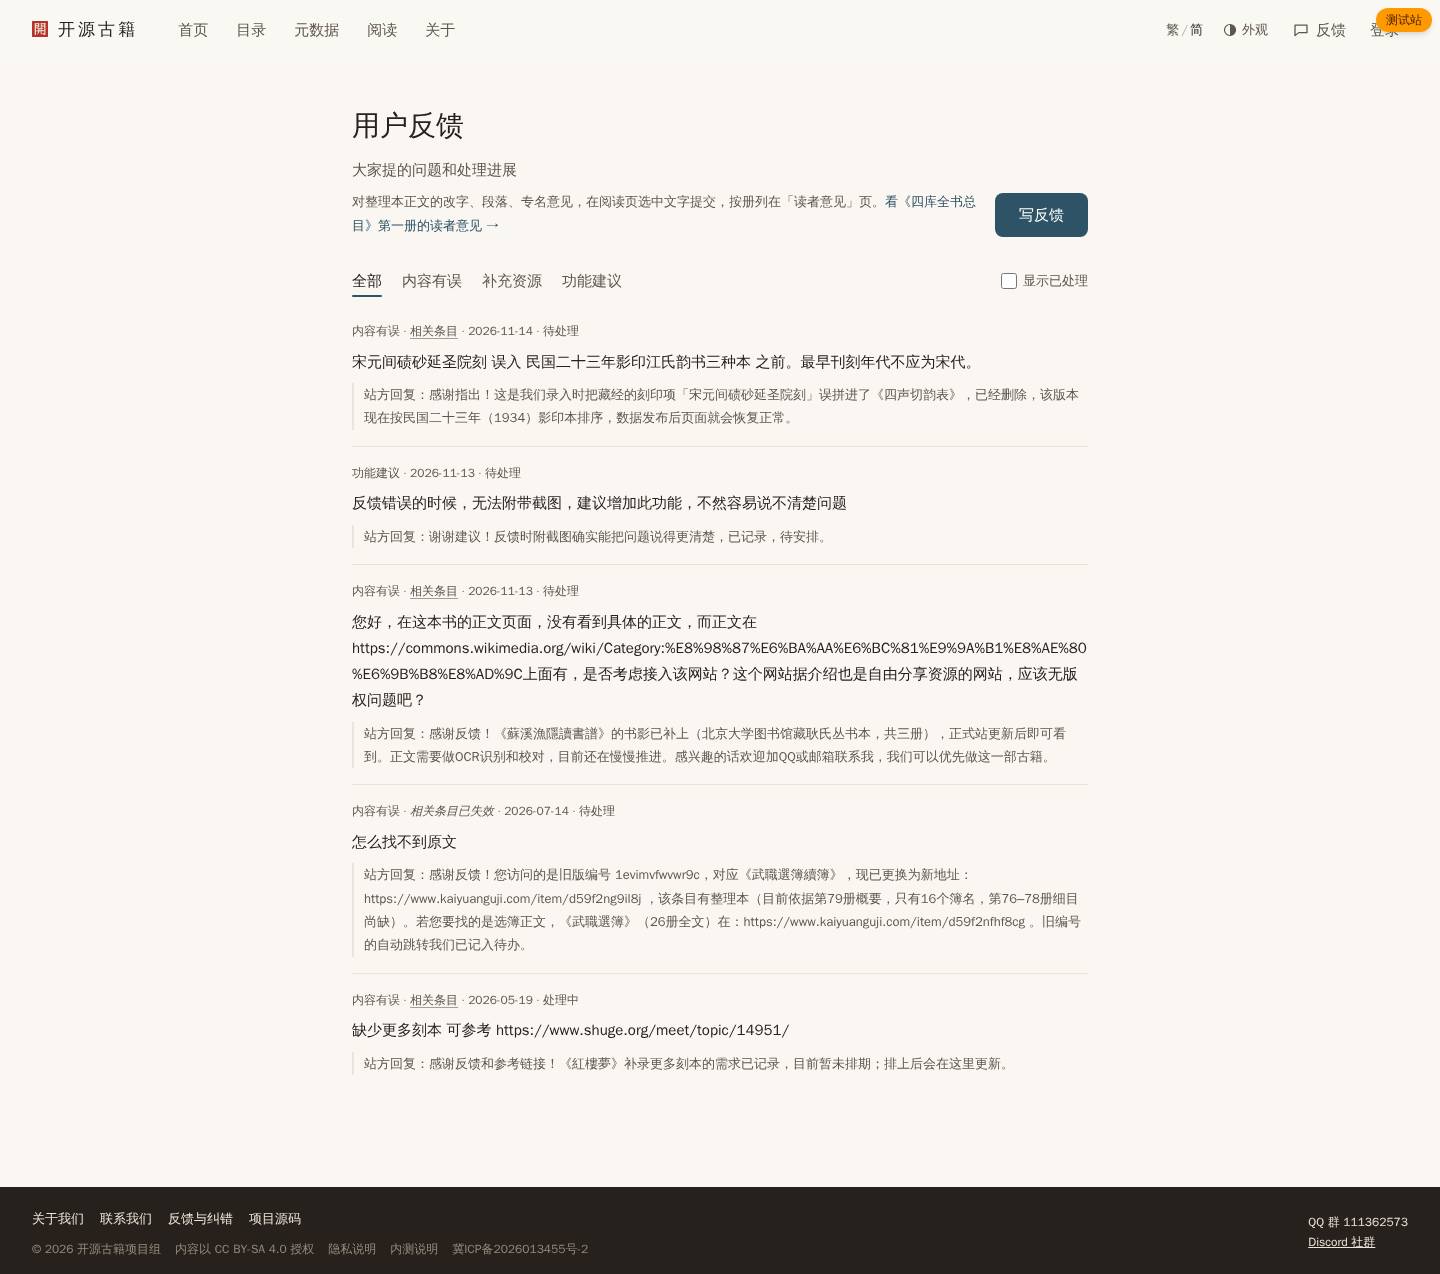 開 开源古籍 首页 目录 元数据 阅读 关于 繁 / 简 外观 反馈 测试站
用户反馈
大家提的问题和处理进展
对整理本正文的改字、段落、专名意见，在阅读页选中文字提交，按册列在「读者意见」页。看《四库全书总
目》第一册的读者意见 →
写反馈
全部 内容有误 补充资源 功能建议 显示已处理
内容有误 · 相关条目 · 2026-11-14 · 待处理
宋元间碛砂延圣院刻 误入 民国二十三年影印江氏韵书三种本 之前。最早刊刻年代不应为宋代。
站方回复：感谢指出！这是我们录入时把藏经的刻印项「宋元间碛砂延圣院刻」误拼进了《四声切韵表》，已经删除，该版本
现在按民国二十三年（1934）影印本排序，数据发布后页面就会恢复正常。
功能建议 · 2026-11-13 · 待处理
反馈错误的时候，无法附带截图，建议增加此功能，不然容易说不清楚问题
站方回复：谢谢建议！反馈时附截图确实能把问题说得更清楚，已记录，待安排。
内容有误 · 相关条目 · 2026-11-13 · 待处理
您好，在这本书的正文页面，没有看到具体的正文，而正文在
https://commons.wikimedia.org/wiki/Category:%E8%98%87%E6%BA%AA%E6%BC%81%E9%9A%B1%E8%AE%80
%E6%9B%B8%E8%AD%9C上面有，是否考虑接入该网站？这个网站据介绍也是自由分享资源的网站，应该无版
权问题吧？
站方回复：感谢反馈！《蘇溪漁隱讀書譜》的书影已补上（北京大学图书馆藏耿氏丛书本，共三册），正式站更新后即可看
到。正文需要做OCR识别和校对，目前还在慢慢推进。感兴趣的话欢迎加QQ或邮箱联系我，我们可以优先做这一部古籍。
内容有误 · 相关条目已失效 · 2026-07-14 · 待处理
怎么找不到原文
站方回复：感谢反馈！您访问的是旧版编号 1evimvfwvwr9c，对应《武職選簿續簿》，现已更换为新地址：
https://www.kaiyuanguji.com/item/d59f2ng9il8j ，该条目有整理本（目前依据第79册概要，只有16个簿名，第76–78册细目
尚缺）。若您要找的是选簿正文，《武職選簿》（26册全文）在：https://www.kaiyuanguji.com/item/d59f2nfhf8cg 。旧编号
的自动跳转我们已记入待办。
内容有误 · 相关条目 · 2026-05-19 · 处理中
缺少更多刻本 可参考 https://www.shuge.org/meet/topic/14951/
站方回复：感谢反馈和参考链接！《紅樓夢》补录更多刻本的需求已记录，目前暂未排期；排上后会在这里更新。
关于我们 联系我们 反馈与纠错 项目源码
© 2026 开源古籍项目组 内容以 CC BY-SA 4.0 授权 隐私说明 内测说明 冀ICP备2026013455号-2
QQ 群 111362573
Discord 社群